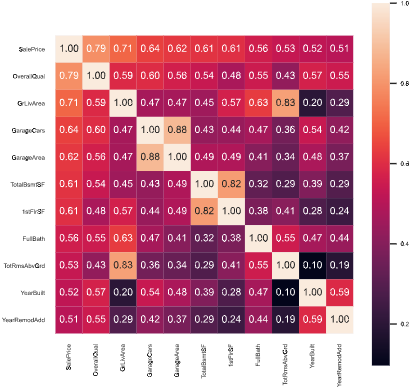 1.0
SalePrice 1.00 0.79 0.71 0.64 0.62 0.61 0.61 0.56 0.53 0.52 0.51
OverallQual 0.79 1.00 0.59 0.60 0.56 0.54 0.48 0.55 0.43 0.57 0.55
0.8
GrLivArea 0.71 0.59 1.00 0.47 0.47 0.45 0.57 0.63 0.83 0.20 0.29
GarageCars 0.64 0.60 0.47 1.00 0.88 0.43 0.44 0.47 0.36 0.54 0.42
GarageArea 0.62 0.56 0.47 0.88 1.00 0.49 0.49 0.41 0.34 0.48 0.37
0.6
TotalBsmtSF 0.61 0.54 0.45 0.43 0.49 1.00 0.82 0.32 0.29 0.39 0.29
1stFlrSF 0.61 0.48 0.57 0.44 0.49 0.82 1.00 0.38 0.41 0.28 0.24
FullBath 0.56 0.55 0.63 0.47 0.41 0.32 0.38 1.00 0.55 0.47 0.44
0.4
TotRmsAbvGrd 0.53 0.43 0.83 0.36 0.34 0.29 0.41 0.55 1.00 0.10 0.19
YearBuilt 0.52 0.57 0.20 0.54 0.48 0.39 0.28 0.47 0.10 1.00 0.59
YearRemodAdd 0.51 0.55 0.29 0.42 0.37 0.29 0.24 0.44 0.19 0.59 1.00
0.2
SalePrice OverallQual GrLivArea GarageCars GarageArea TotalBsmtSF 1stFlrSF FullBath TotRmsAbvGrd YearBuilt YearRemodAdd